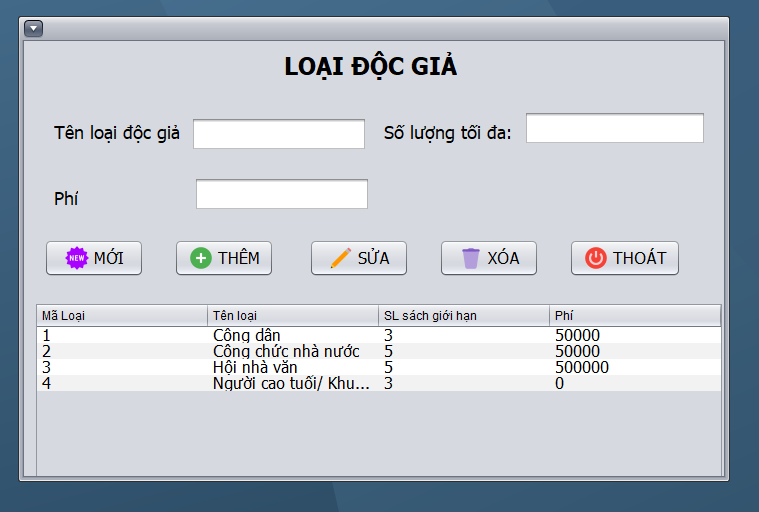 LOẠI ĐỘC GIẢ
Tên loại độc giả Số lượng tối đa:
Phí
NEW MỚI THÊM SỬA XÓA THOÁT
Mã Loại Tên loại SL sách giới hạn Phí
1 Công dân 3 50000
2 Công chức nhà nước 5 50000
3 Hội nhà văn 5 500000
4 Người cao tuổi/ Khu... 3 0